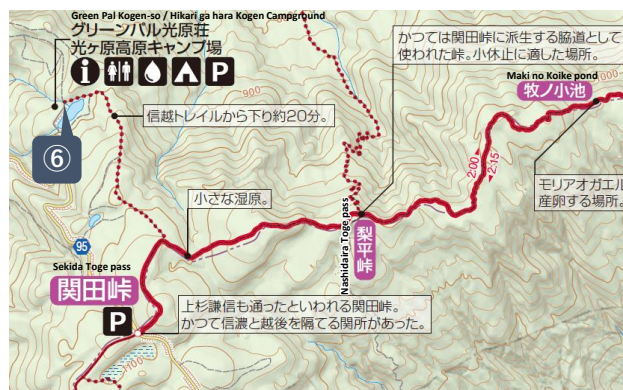 Green Pal Kogen-so / Hikari ga hara Kogen Campground
グリーンパル光原荘
光ヶ原高原キャンプ場
P
⑥
信越トレイルから下り約20分。
900
かつては関田峠に派生する脇道として
使われた峠。小休止に適した場所。
Maki no Koike pond
牧ノ小池
1000
2:00
2:15
モリアオガエル
産卵する場所。
小さな湿原。
Nashidaira Toge pass
梨平峠
95
Sekida Toge pass
関田峠
P
上杉謙信も通ったといわれる関田峠。
かつて信濃と越後を隔てる関所があった。
1100